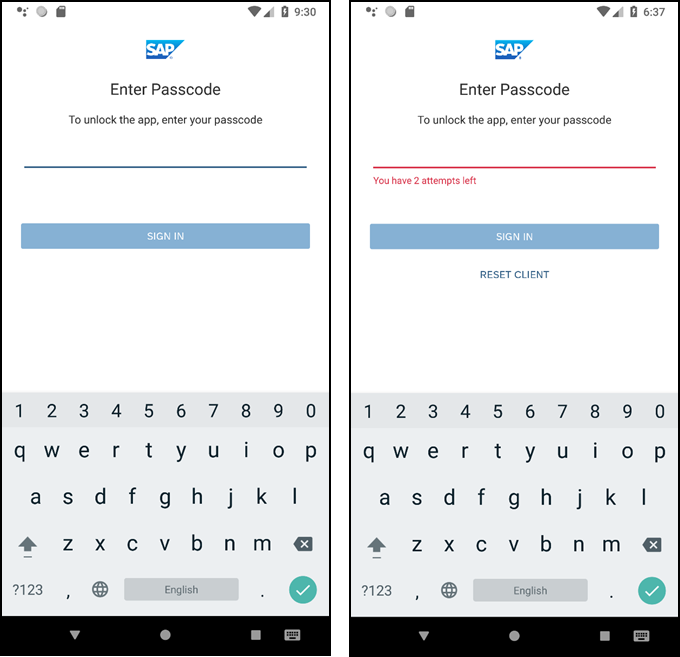 9:30
SAP
Enter Passcode
To unlock the app, enter your passcode
SIGN IN
1 2 3 4 5 6 7 8 9 0
q w e r t y u i o p
a s d f g h j k l
z x c v b n m
?123 , English .
6:37
SAP
Enter Passcode
To unlock the app, enter your passcode
You have 2 attempts left
SIGN IN
RESET CLIENT
1 2 3 4 5 6 7 8 9 0
q w e r t y u i o p
a s d f g h j k l
z x c v b n m
?123 , English .